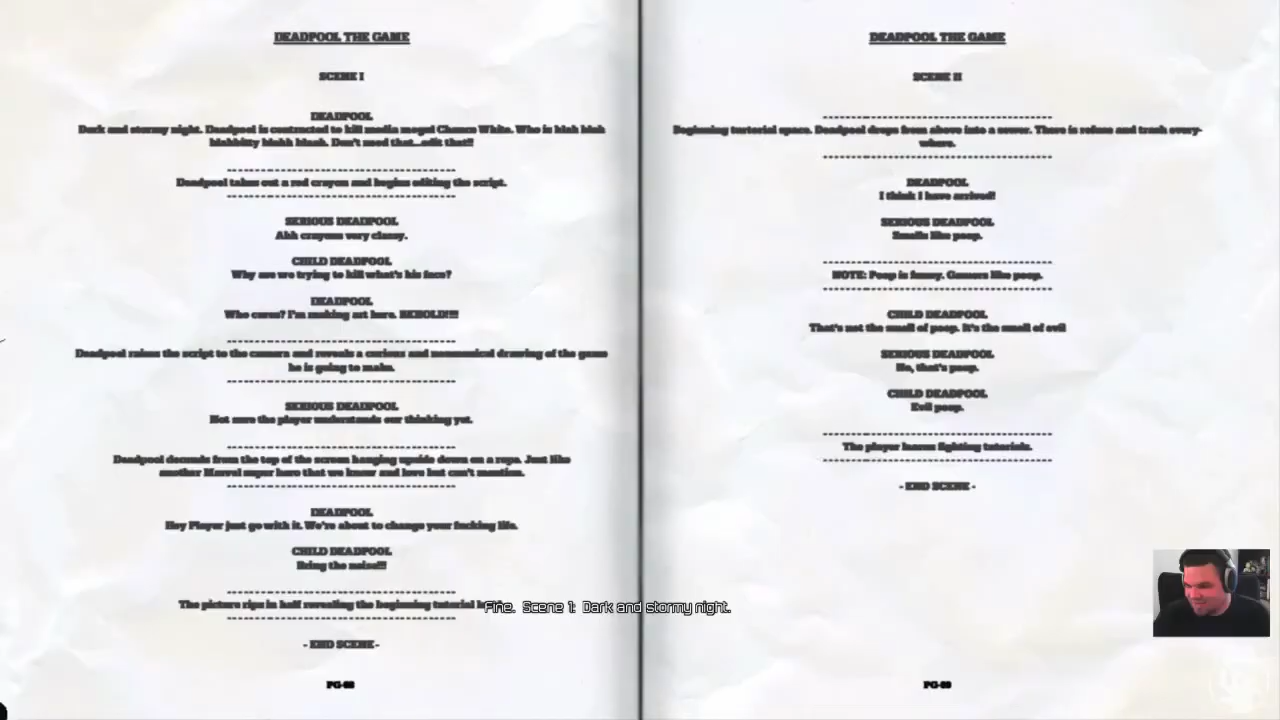 DEADPOOL THE GAME
SCENE I
DEADPOOL
Dark and stormy night. Deadpool is contracted to kill media mogul Chance White. Who is blah blah
blahbitty blahh blaah. Don't need that...edit that!!
Deadpool takes out a red crayon and begins editing the script.
SERIOUS DEADPOOL
Ahh crayons very classy.
CHILD DEADPOOL
Why are we trying to kill what's his face?
DEADPOOL
Who cares? I'm making art here. BEHOLD!!!!
Deadpool raises the script to the camera and reveals a curious and nonsensical drawing of the game
he is going to make.
SERIOUS DEADPOOL
Not sure the player understands our thinking yet.
Deadpool decends from the top of the screen hanging upside down on a rope. Just like
another Marvel super hero that we know and love but can't mention.
DEADPOOL
Hey Player just go with it. We're about to change your fucking life.
CHILD DEADPOOL
Bring the noise!!!
The picture rips in half revealing the beginning tutorial
- END SCENE -
PG-68
DEADPOOL THE GAME
SCENE II
Beginning tortorial space. Deadpool drops from above into a sewer. There is refuse and trash every-
where.
DEADPOOL
I think I have arrived!
SERIOUS DEADPOOL
Smells like poop.
NOTE: Poop is funny. Gamers like poop.
CHILD DEADPOOL
That's not the smell of poop. It's the smell of evil
SERIOUS DEADPOOL
No, that's poop.
CHILD DEADPOOL
Evil poop.
The player learns fighting tutorials.
- END SCENE -
PG-69
Fine. Scene 1: Dark and stormy night.